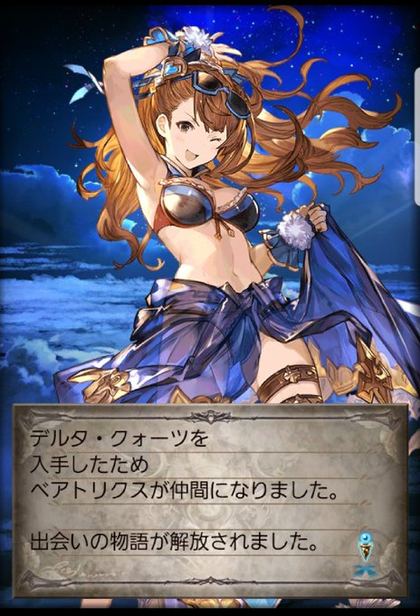 デルタ・クォーツを
入手したため
ベアトリクスが仲間になりました。
出会いの物語が解放されました。